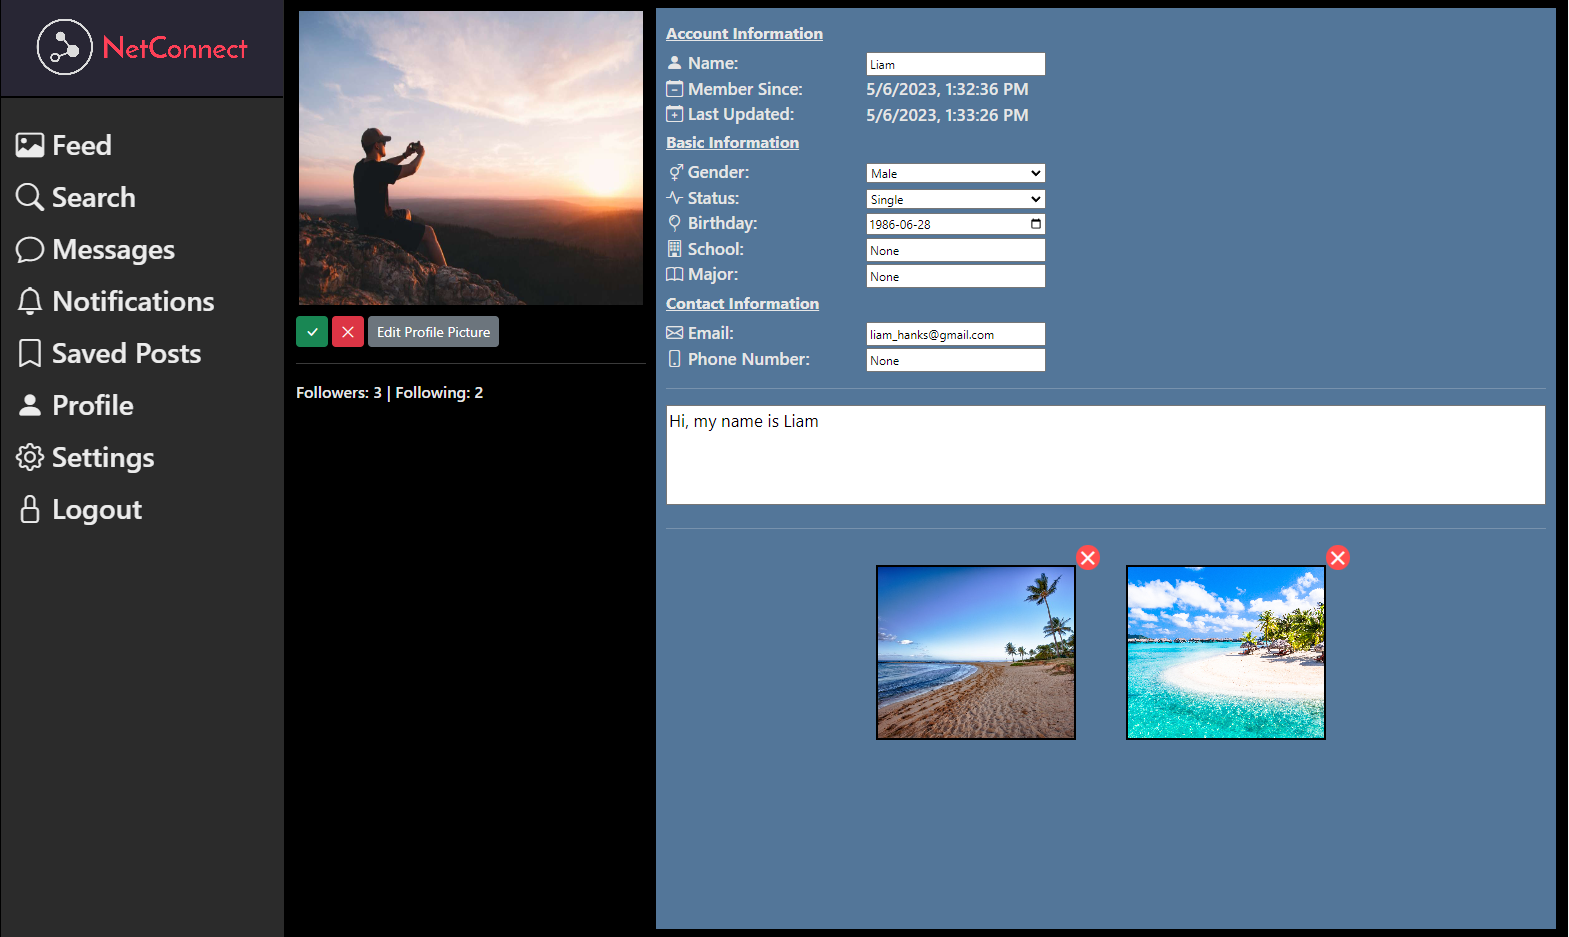 NetConnect
Feed
Search
Messages
Notifications
Saved Posts
Profile
Settings
Logout
Edit Profile Picture
Followers: 3 | Following: 2
Account Information
Name: Liam
Member Since: 5/6/2023, 1:32:36 PM
Last Updated: 5/6/2023, 1:33:26 PM
Basic Information
Gender: Male
Status: Single
Birthday: 1986-06-28
School: None
Major: None
Contact Information
Email: liam_hanks@gmail.com
Phone Number: None
Hi, my name is Liam